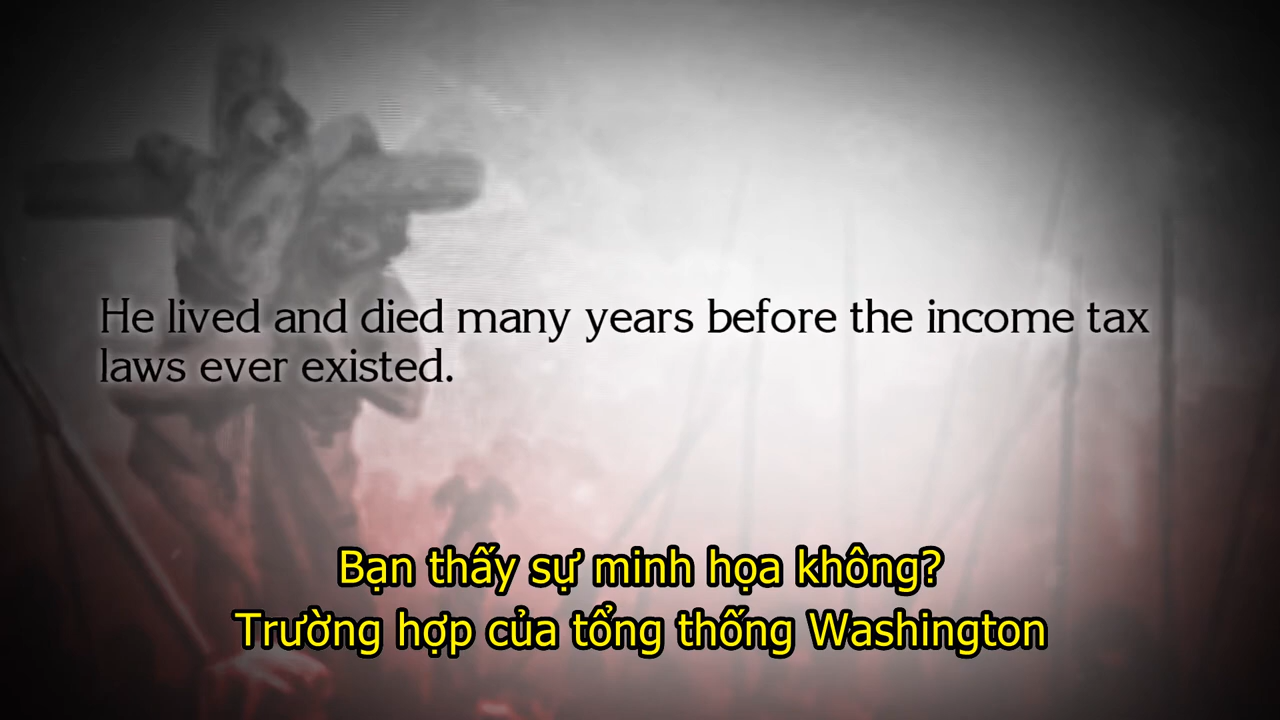 He lived and died many years before the income tax
laws ever existed.
Bạn thấy sự minh họa không?
Trường hợp của tổng thống Washington